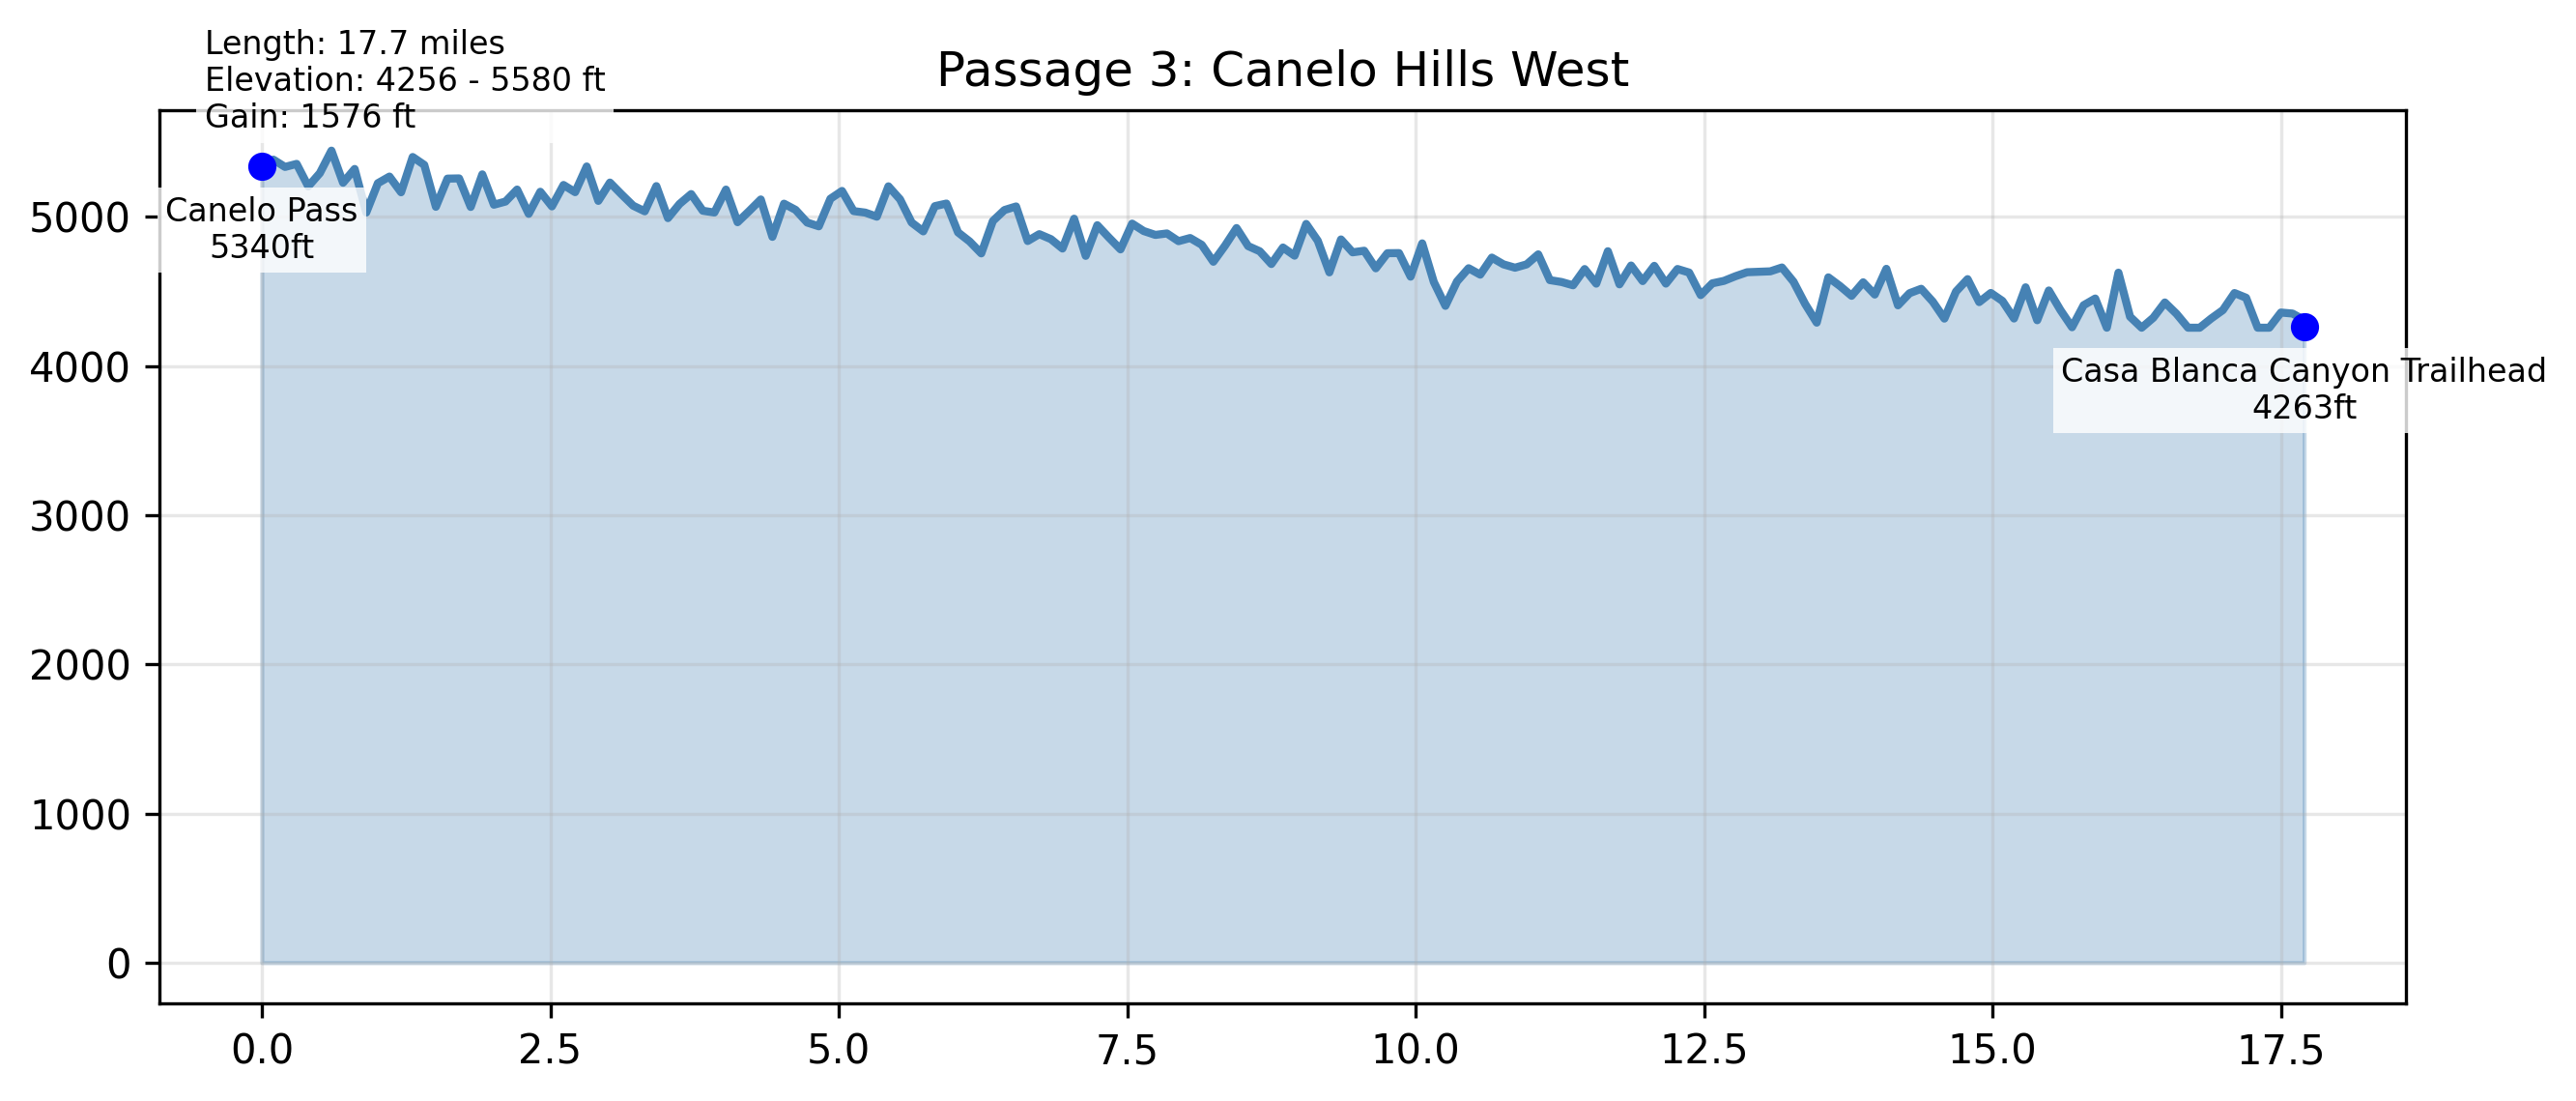 Length: 17.7 miles
Elevation: 4256 - 5580 ft
Gain: 1576 ft
Passage 3: Canelo Hills West
Canelo Pass
5340ft
Casa Blanca Canyon Trailhead
4263ft
5000
4000
3000
2000
1000
0
0.0 2.5 5.0 7.5 10.0 12.5 15.0 17.5